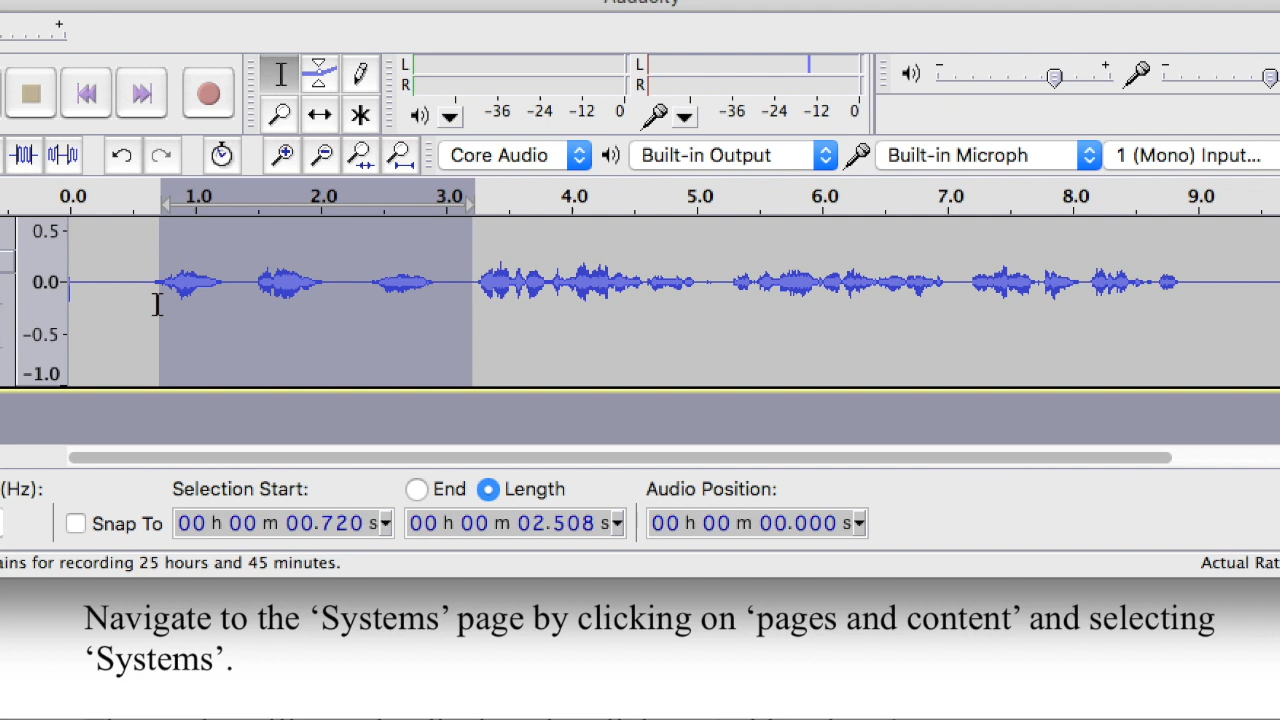 Audacity
L
R
-36 -24 -12 0
L
R
-36 -24 -12 0
Core Audio
Built-in Output
Built-in Microph
1 (Mono) Input...
0.0 1.0 2.0 3.0 4.0 5.0 6.0 7.0 8.0 9.0
0.5
0.0
-0.5
-1.0
(Hz):
Selection Start:
End
Length
Audio Position:
Snap To
00 h 00 m 00.720 s
00 h 00 m 02.508 s
00 h 00 m 00.000 s
ains for recording 25 hours and 45 minutes.
Actual Rat
Navigate to the ‘Systems’ page by clicking on ‘pages and content’ and selecting
‘Systems’.